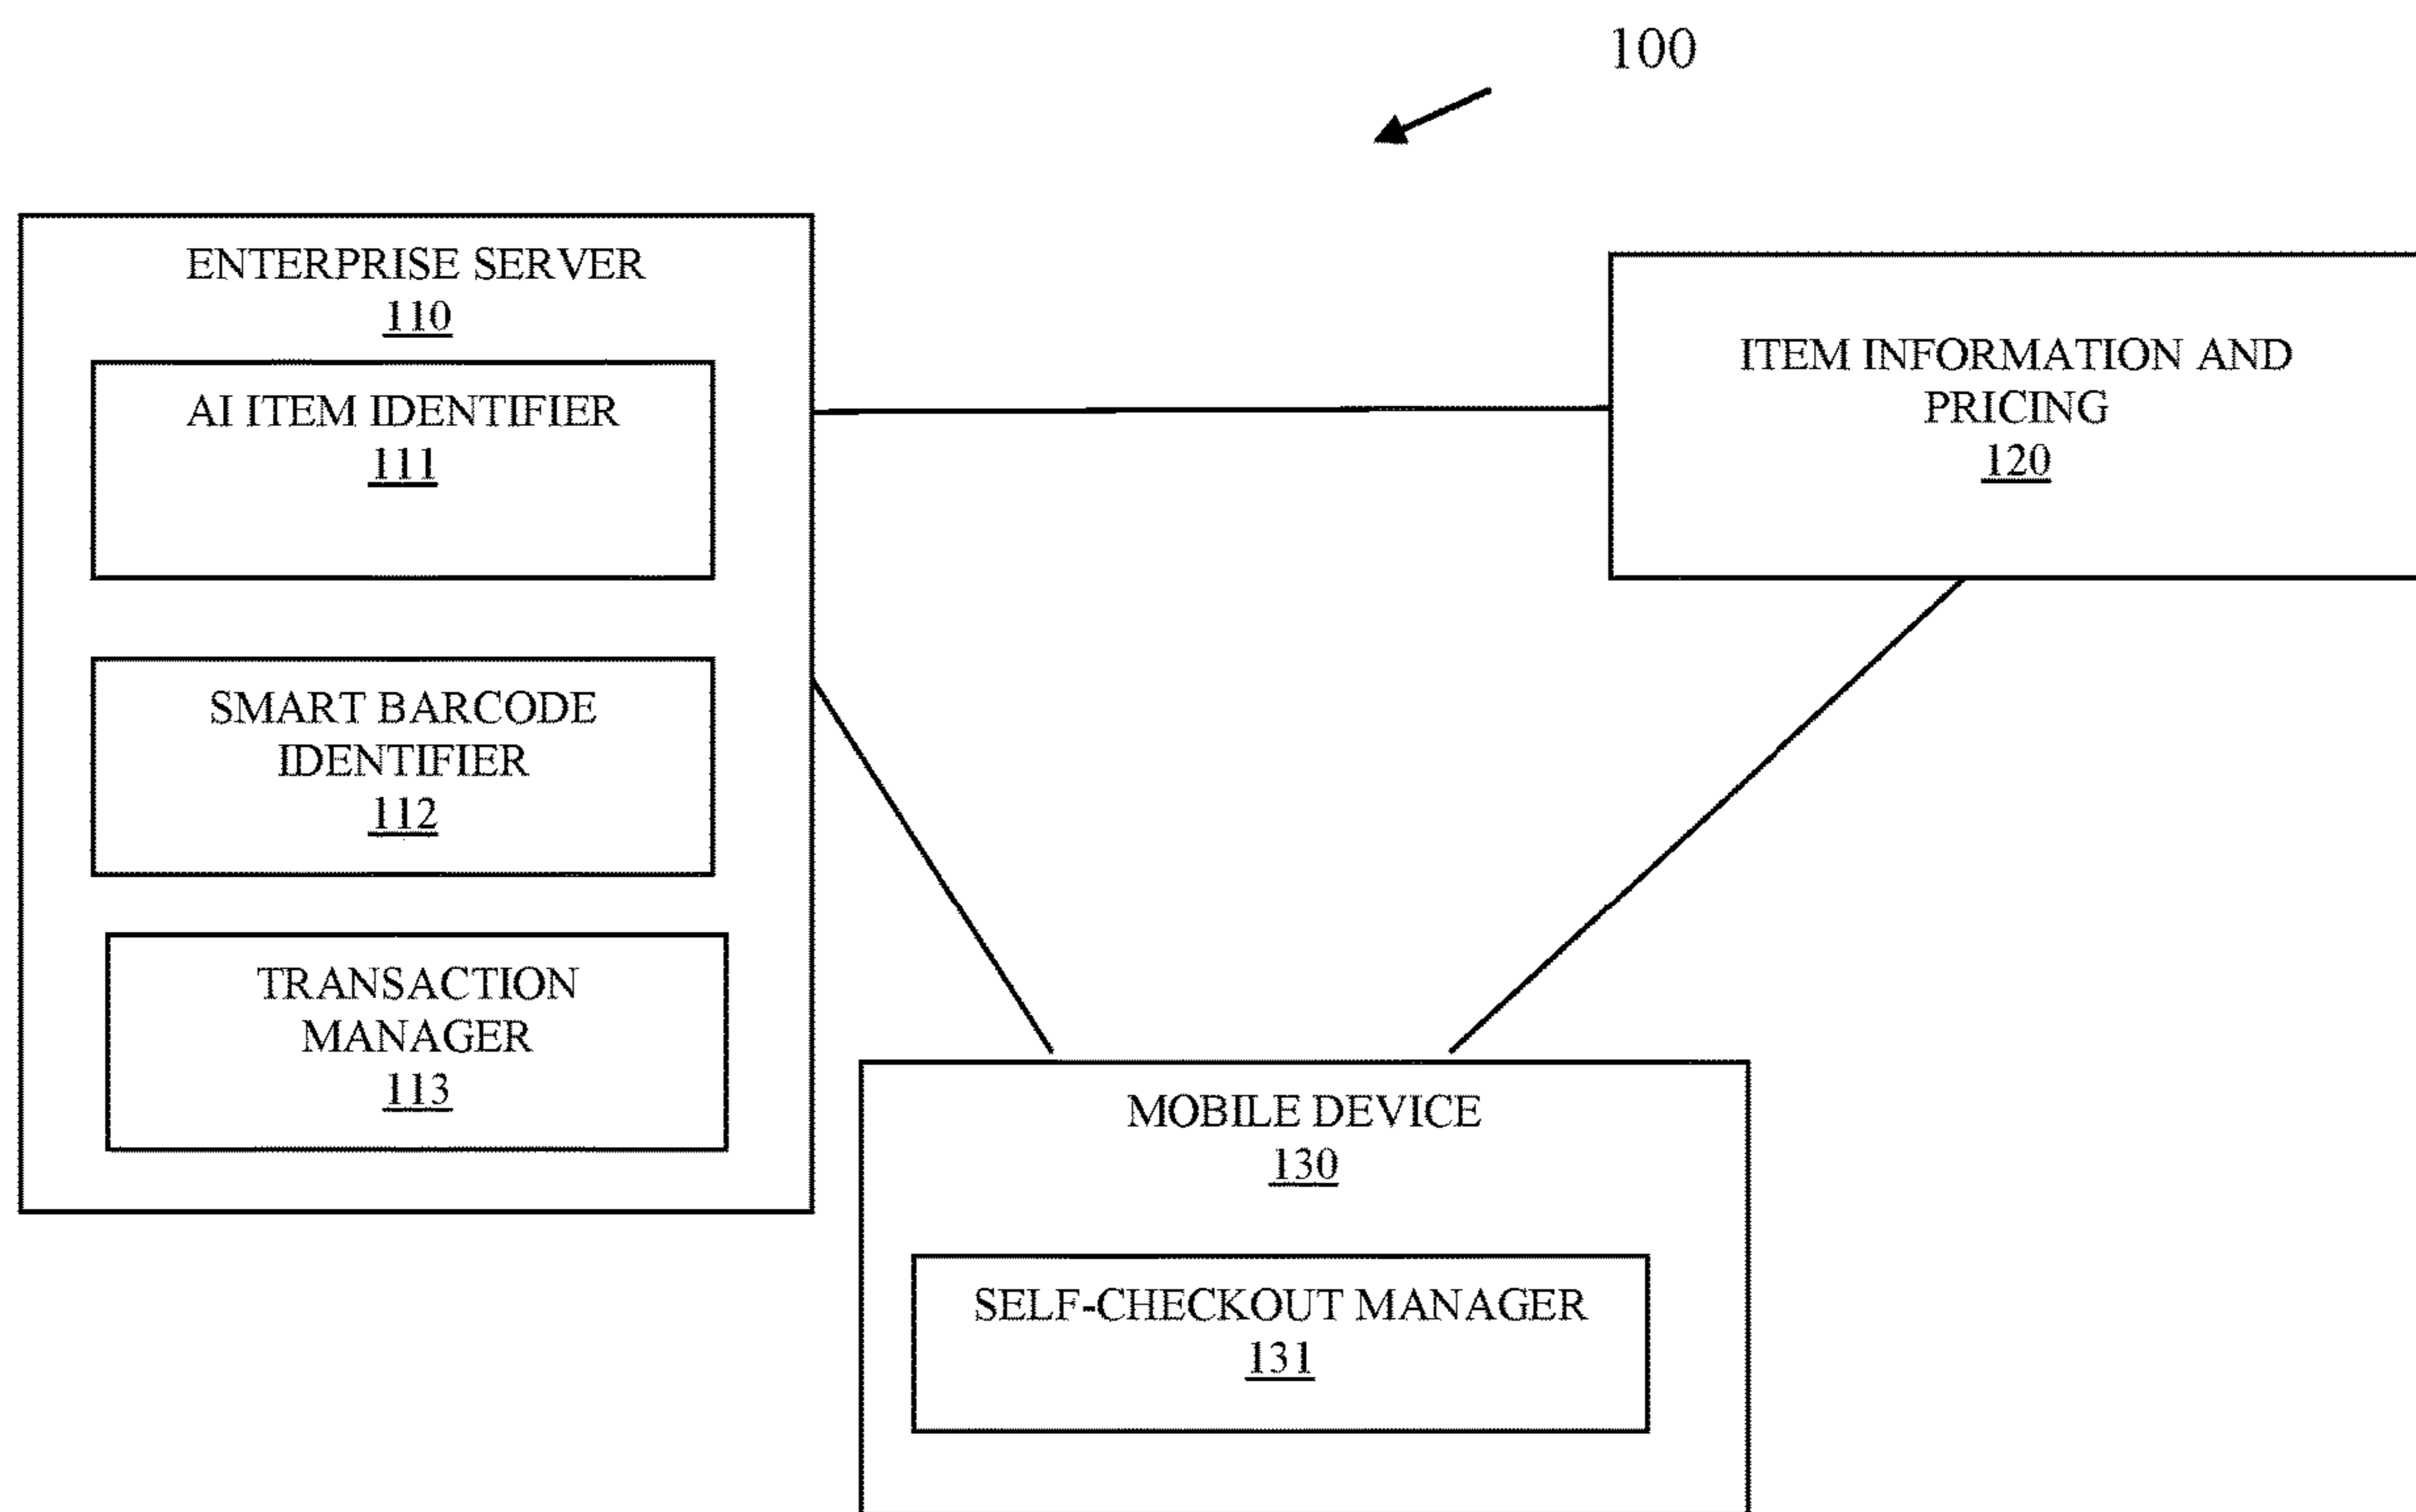 100
ENTERPRISE SERVER
110
AI ITEM IDENTIFIER
111
SMART BARCODE
IDENTIFIER
112
TRANSACTION
MANAGER
113
ITEM INFORMATION AND
PRICING
120
MOBILE DEVICE
130
SELF-CHECKOUT MANAGER
131